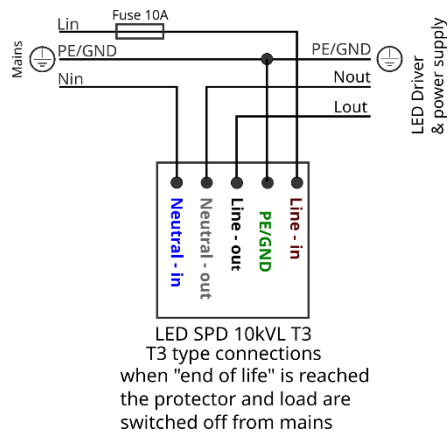 Fuse 10A
Lin
Mains
PE/GND
PE/GND
Nin
Nout
Lout
LED Driver
& power supply
Neutral - in
Neutral - out
Line - out
PE/GND
Line - in
LED SPD 10kVL T3
T3 type connections
when "end of life" is reached
the protector and load are
switched off from mains